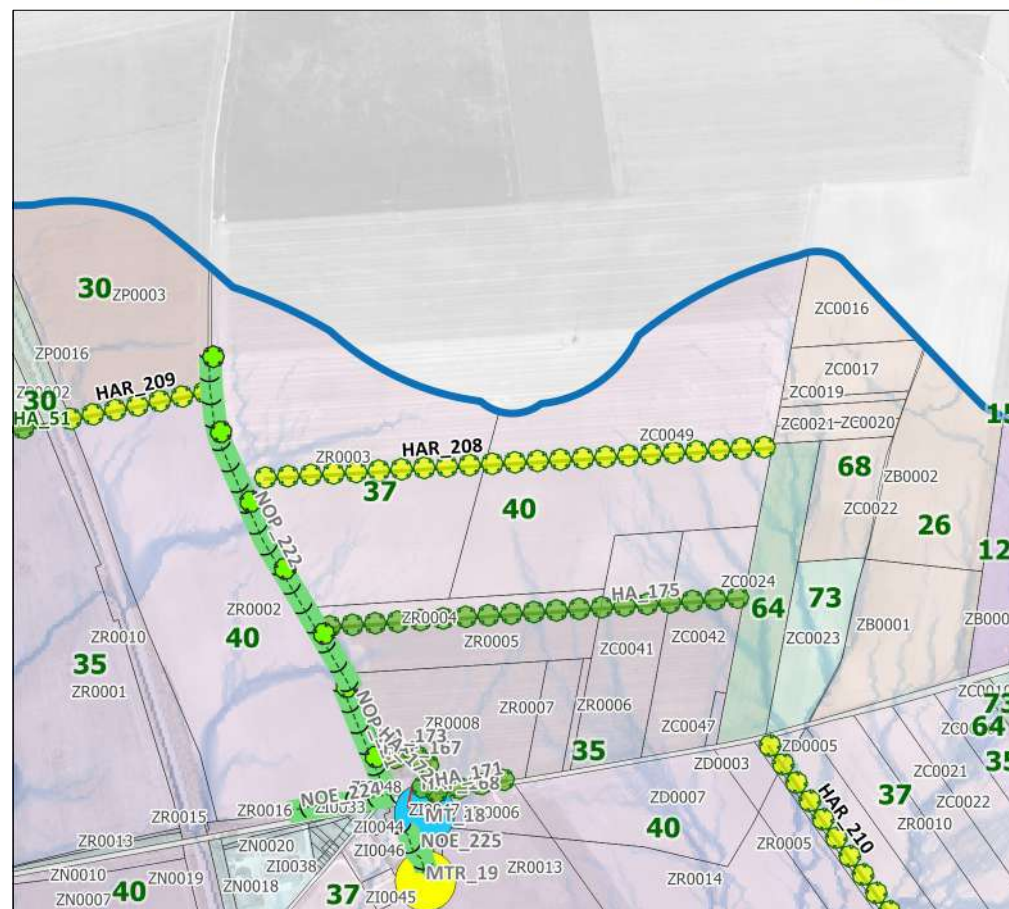 ZC0016
30
ZP0003
ZP0016
ZC0017
HAR_209
ZC0019
30
HA_51
15
HAR_208
ZC0049
ZC0021
ZC0020
ZR0003
37
68
ZB0002
40
ZC0022
26
NOP_222
12
HA_175
ZC0024
ZR0002
ZR0004
64
73
ZR0010
40
ZR0005
ZC0041
ZC0042
ZC0023
ZB0001
35
ZR0001
ZR0007
ZR0006
ZR0008
ZC0047
73
64
35
ZD0005
HA_171
ZD0003
ZC0021
NOE_224
ZR0016
ZI0033
ZD0007
HAR_210
37
ZC0022
ZR0015
MT_18
ZI0044
40
ZR0010
ZR0013
ZN0020
NOE_225
ZR0005
ZI0038
ZI0046
MTR_19
ZR0013
ZR0014
ZN0010
ZN0019
ZN0018
40
37
ZI0045
ZN0007